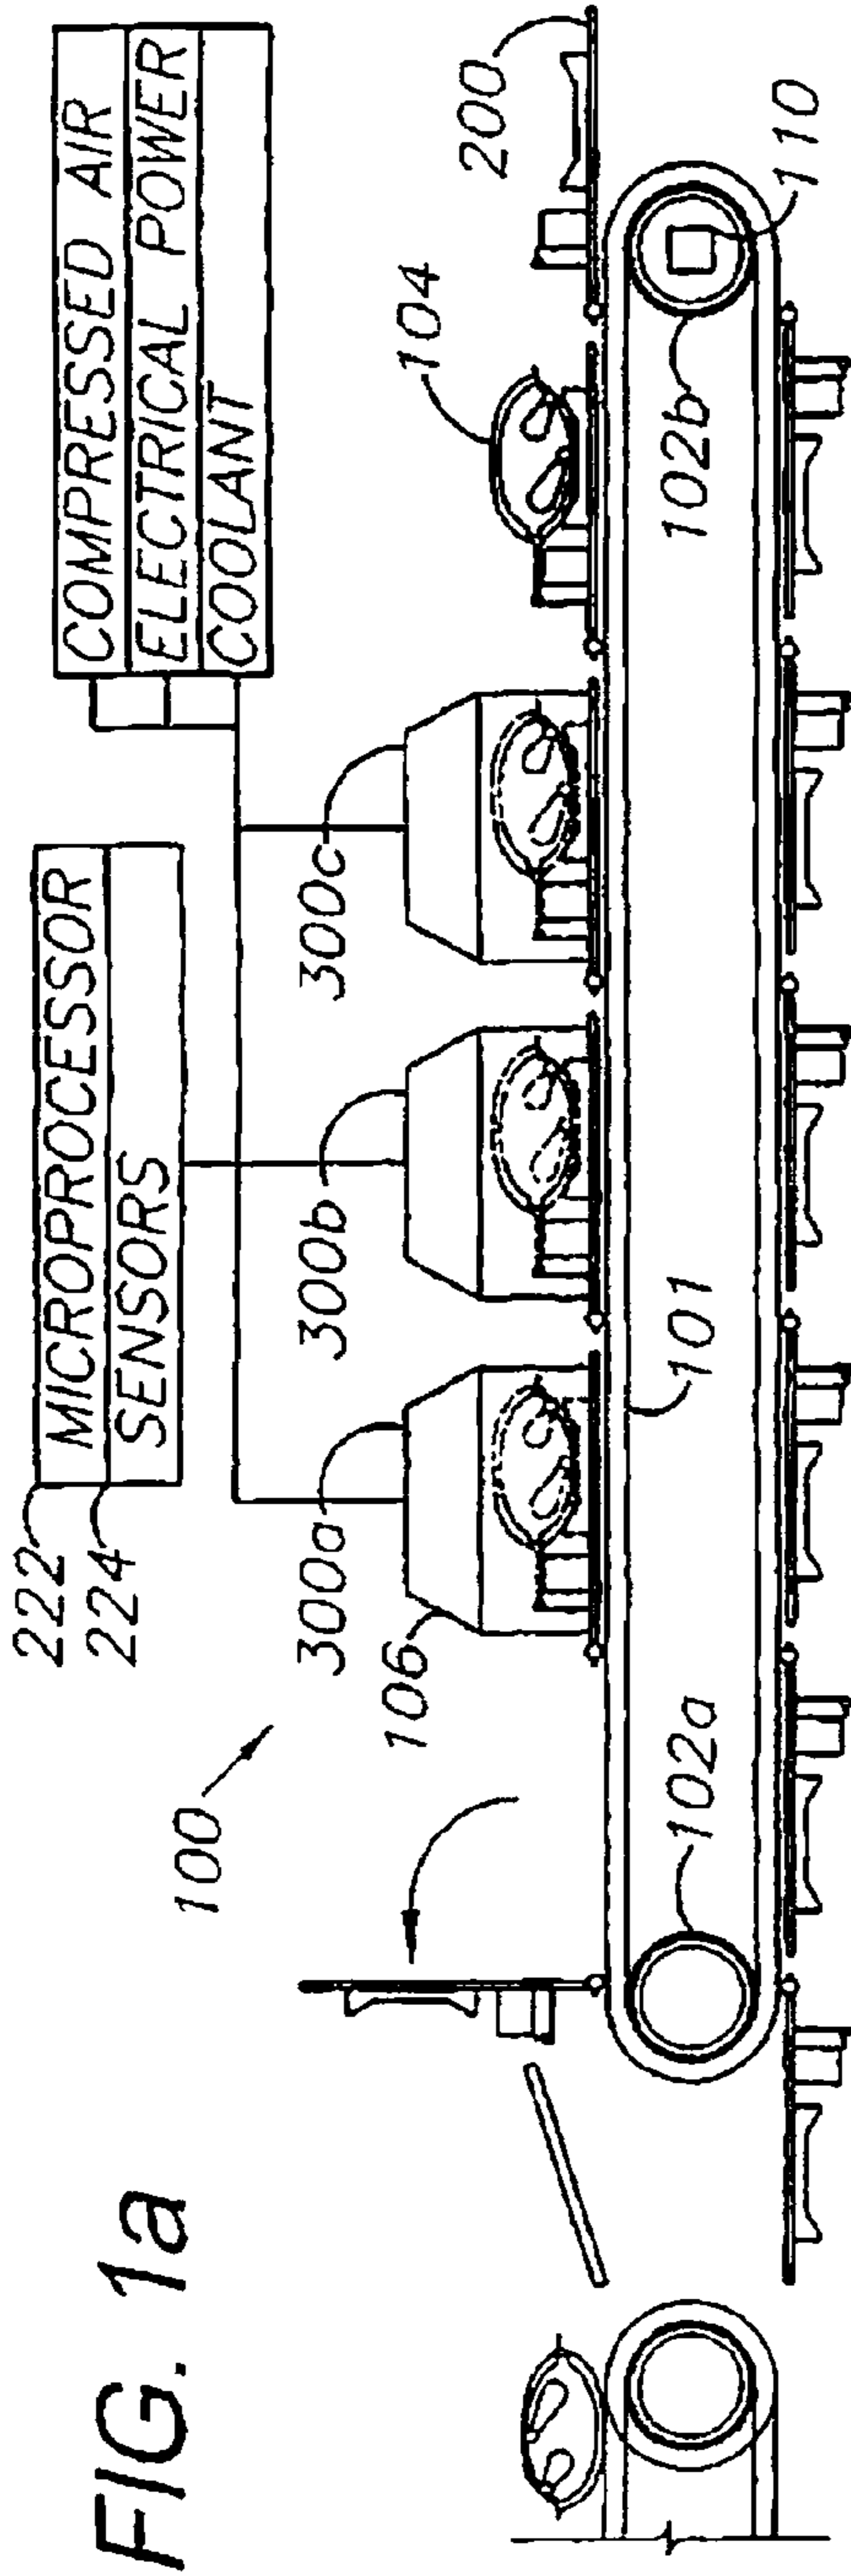 FIG. 1a
100
222
224
MICROPROCESSOR
SENSORS
COMPRESSED AIR
ELECTRICAL POWER
COOLANT
300a
300b
300c
106
104
200
102a
101
102b
110